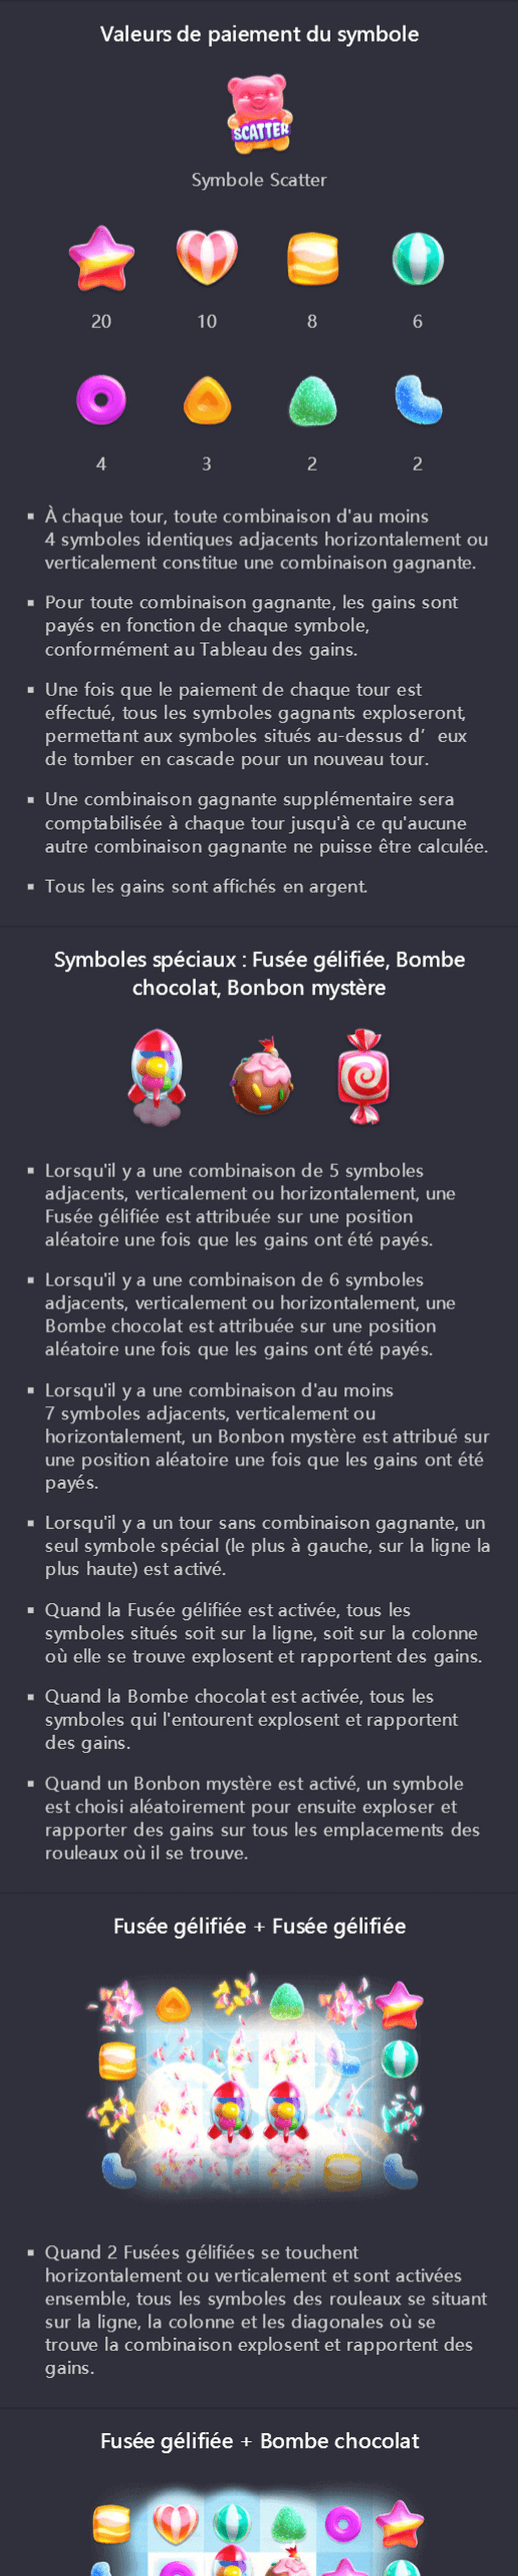 Valeurs de paiement du symbole
SCATTER
Symbole Scatter
20 10 8 6
4 3 2 2
▪ À chaque tour, toute combinaison d'au moins
4 symboles identiques adjacents horizontalement ou
verticalement constitue une combinaison gagnante.
▪ Pour toute combinaison gagnante, les gains sont
payés en fonction de chaque symbole,
conformément au Tableau des gains.
▪ Une fois que le paiement de chaque tour est
effectué, tous les symboles gagnants exploseront,
permettant aux symboles situés au-dessus d’ eux
de tomber en cascade pour un nouveau tour.
▪ Une combinaison gagnante supplémentaire sera
comptabilisée à chaque tour jusqu'à ce qu'aucune
autre combinaison gagnante ne puisse être calculée.
▪ Tous les gains sont affichés en argent.
Symboles spéciaux : Fusée gélifiée, Bombe
chocolat, Bonbon mystère
▪ Lorsqu'il y a une combinaison de 5 symboles
adjacents, verticalement ou horizontalement, une
Fusée gélifiée est attribuée sur une position
aléatoire une fois que les gains ont été payés.
▪ Lorsqu'il y a une combinaison de 6 symboles
adjacents, verticalement ou horizontalement, une
Bombe chocolat est attribuée sur une position
aléatoire une fois que les gains ont été payés.
▪ Lorsqu'il y a une combinaison d'au moins
7 symboles adjacents, verticalement ou
horizontalement, un Bonbon mystère est attribué sur
une position aléatoire une fois que les gains ont été
payés.
▪ Lorsqu'il y a un tour sans combinaison gagnante, un
seul symbole spécial (le plus à gauche, sur la ligne la
plus haute) est activé.
▪ Quand la Fusée gélifiée est activée, tous les
symboles situés soit sur la ligne, soit sur la colonne
où elle se trouve explosent et rapportent des gains.
▪ Quand la Bombe chocolat est activée, tous les
symboles qui l'entourent explosent et rapportent
des gains.
▪ Quand un Bonbon mystère est activé, un symbole
est choisi aléatoirement pour ensuite exploser et
rapporter des gains sur tous les emplacements des
rouleaux où il se trouve.
Fusée gélifiée + Fusée gélifiée
▪ Quand 2 Fusées gélifiées se touchent
horizontalement ou verticalement et sont activées
ensemble, tous les symboles des rouleaux se situant
sur la ligne, la colonne et les diagonales où se
trouve la combinaison explosent et rapportent des
gains.
Fusée gélifiée + Bombe chocolat